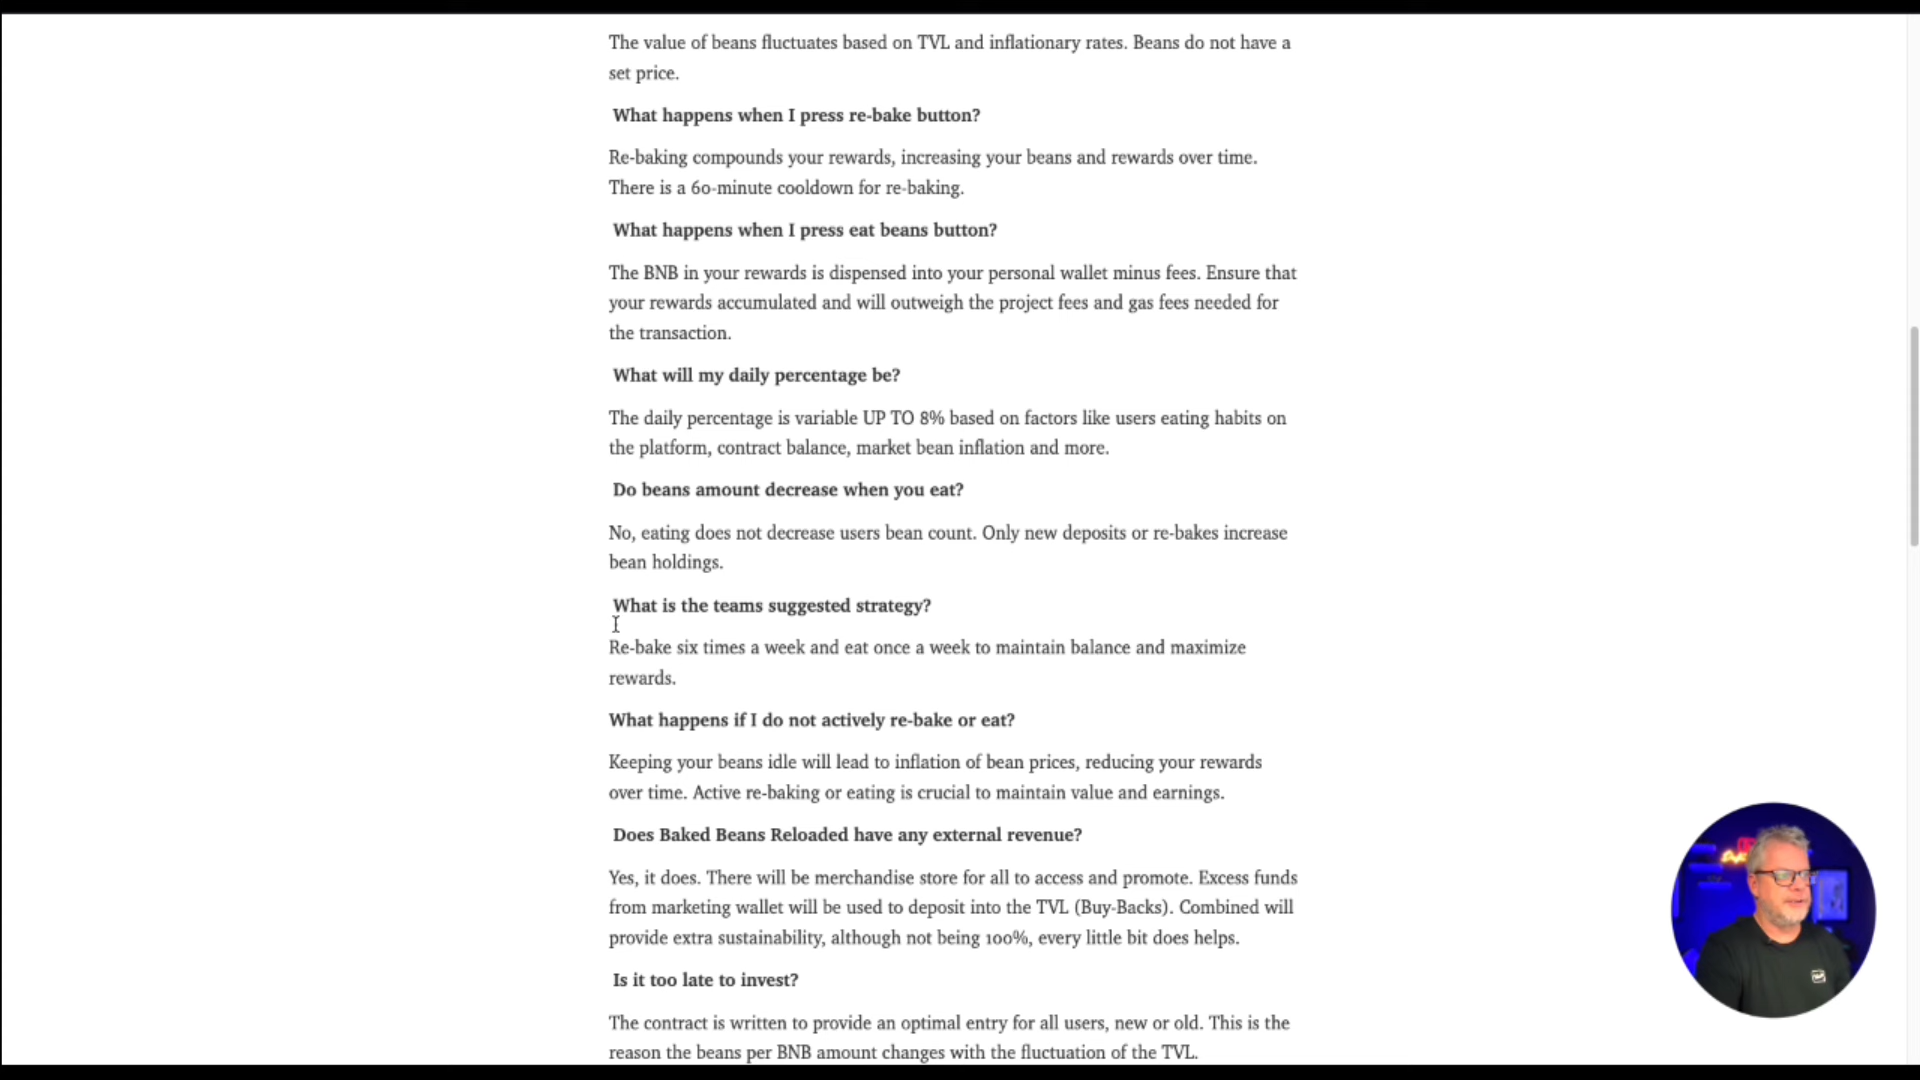 The value of beans fluctuates based on TVL and inflationary rates. Beans do not have a
set price.
What happens when I press re-bake button?
Re-baking compounds your rewards, increasing your beans and rewards over time.
There is a 60-minute cooldown for re-baking.
What happens when I press eat beans button?
The BNB in your rewards is dispensed into your personal wallet minus fees. Ensure that
your rewards accumulated and will outweigh the project fees and gas fees needed for
the transaction.
What will my daily percentage be?
The daily percentage is variable UP TO 8% based on factors like users eating habits on
the platform, contract balance, market bean inflation and more.
Do beans amount decrease when you eat?
No, eating does not decrease users bean count. Only new deposits or re-bakes increase
bean holdings.
What is the teams suggested strategy?
Re-bake six times a week and eat once a week to maintain balance and maximize
rewards.
What happens if I do not actively re-bake or eat?
Keeping your beans idle will lead to inflation of bean prices, reducing your rewards
over time. Active re-baking or eating is crucial to maintain value and earnings.
Does Baked Beans Reloaded have any external revenue?
Yes, it does. There will be merchandise store for all to access and promote. Excess funds
from marketing wallet will be used to deposit into the TVL (Buy-Backs). Combined will
provide extra sustainability, although not being 100%, every little bit does helps.
Is it too late to invest?
The contract is written to provide an optimal entry for all users, new or old. This is the
reason the beans per BNB amount changes with the fluctuation of the TVL.